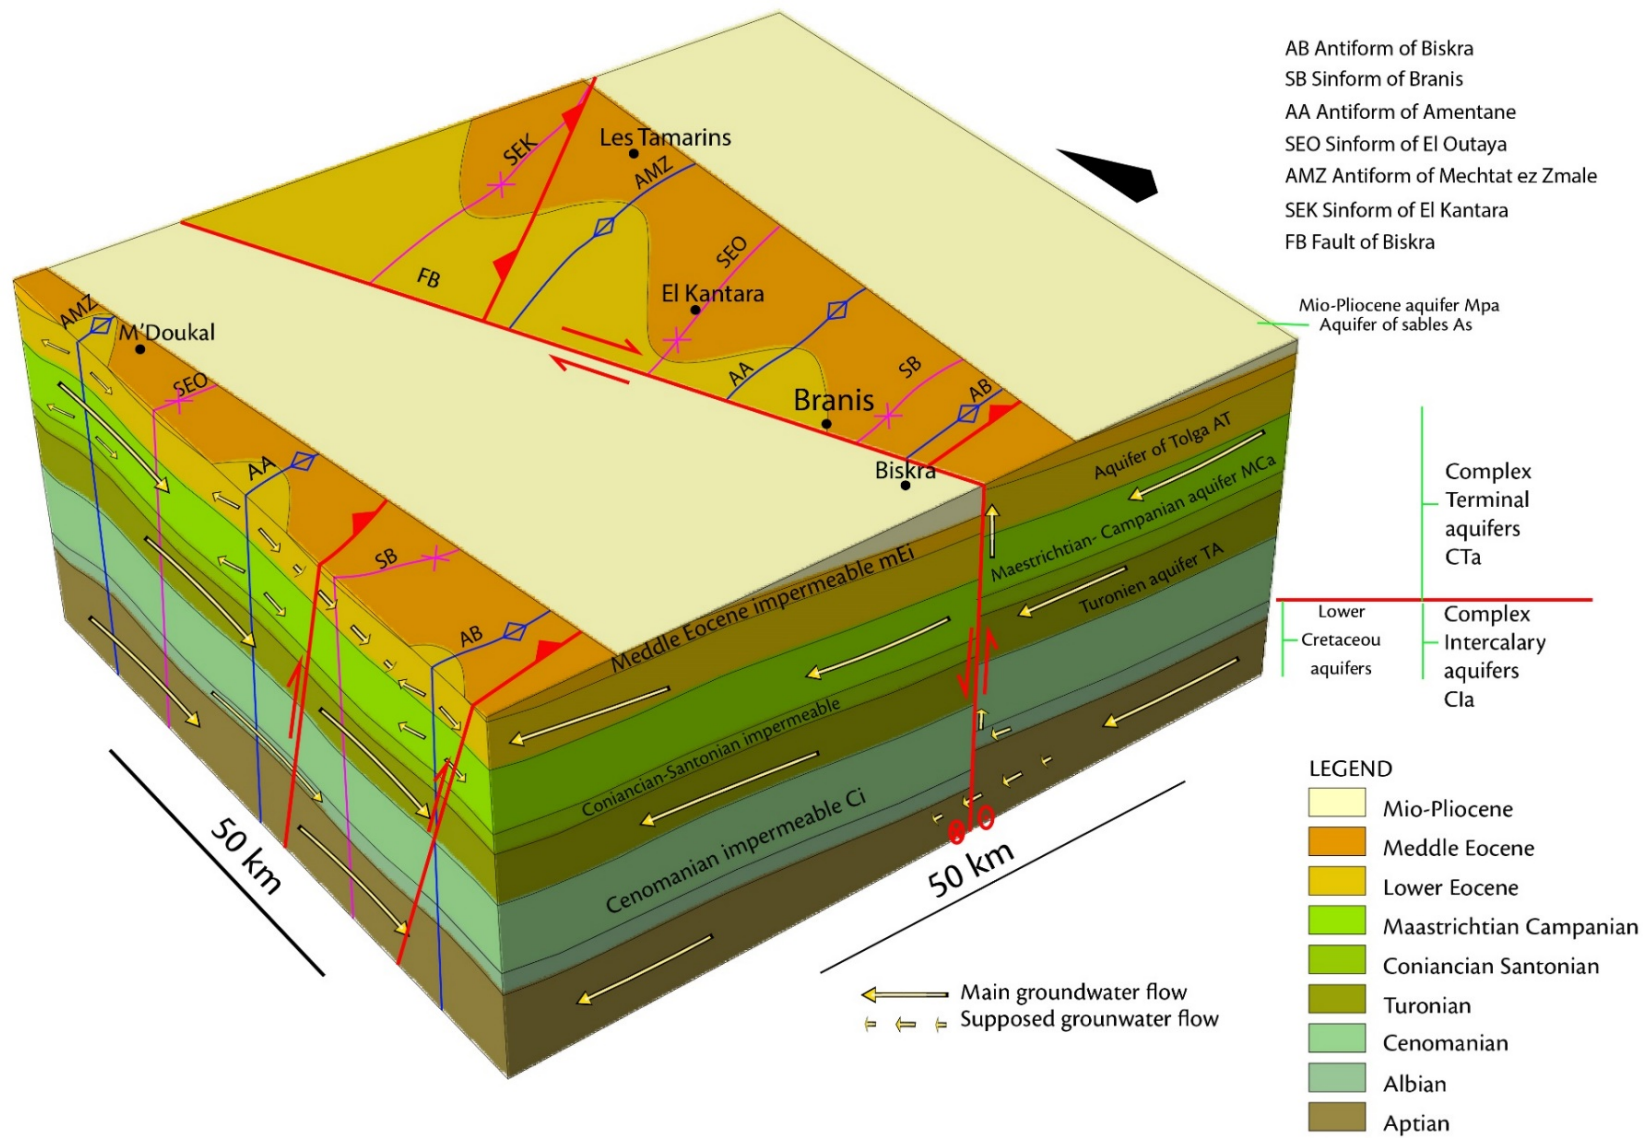 AB Antiform of Biskra
SB Sinform of Branis
AA Antiform of Amentane
SEO Sinform of El Outaya
AMZ Antiform of Mechtat ez Zmale
SEK Sinform of El Kantara
FB Fault of Biskra
Mio-Pliocene aquifer Mpa
Aquifer of sables As
SEK
Les Tamarins
AMZ
SEO
FB
El Kantara
AMZ
M'Doukal
SEO
AA
SB
AB
Branis
Biskra
AA
SB
AB
Aquifer of Tolga AT
Maestrichtian- Campanian aquifer MCa
Turonien aquifer TA
Meddle Eocene impermeable mEi
Coniancian-Santonian impermeable
Cenomanian impermeable Ci
Complex
Terminal
aquifers
CTa
Lower
Cretaceou
aquifers
Complex
Intercalary
aquifers
CIa
50 km
50 km
Main groundwater flow
Supposed grounwater flow
LEGEND
Mio-Pliocene
Meddle Eocene
Lower Eocene
Maastrichtian Campanian
Coniancian Santonian
Turonian
Cenomanian
Albian
Aptian